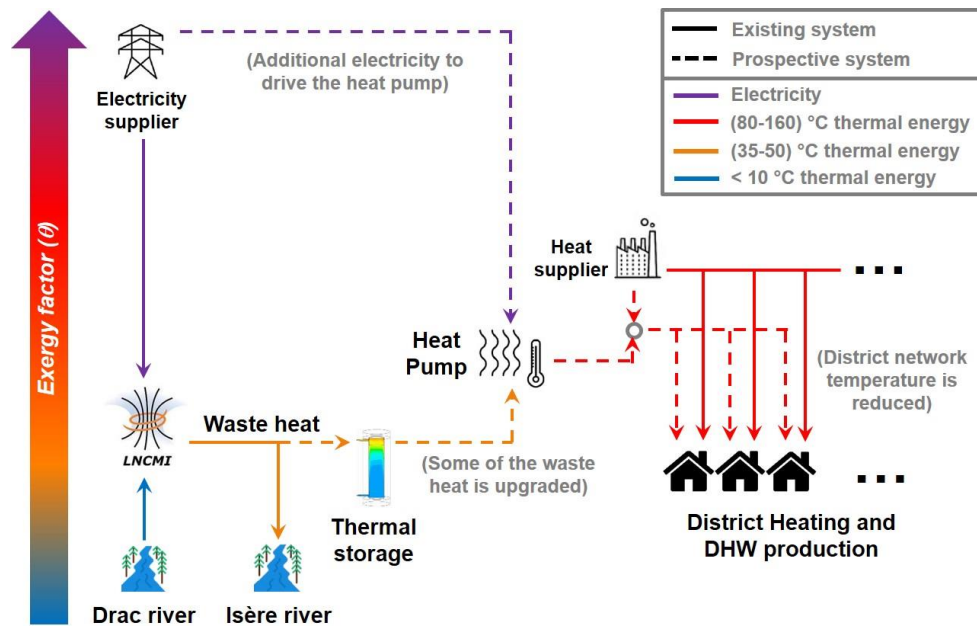 Exergy factor (θ)
Electricity
supplier
(Additional electricity to
drive the heat pump)
Existing system
Prospective system
Electricity
(80-160) °C thermal energy
(35-50) °C thermal energy
< 10 °C thermal energy
Heat
supplier
...
Heat
Pump
(District network
temperature is
reduced)
LNCMI
Waste heat
(Some of the waste
heat is upgraded)
Thermal
storage
...
District Heating and
DHW production
Drac river
Isère river